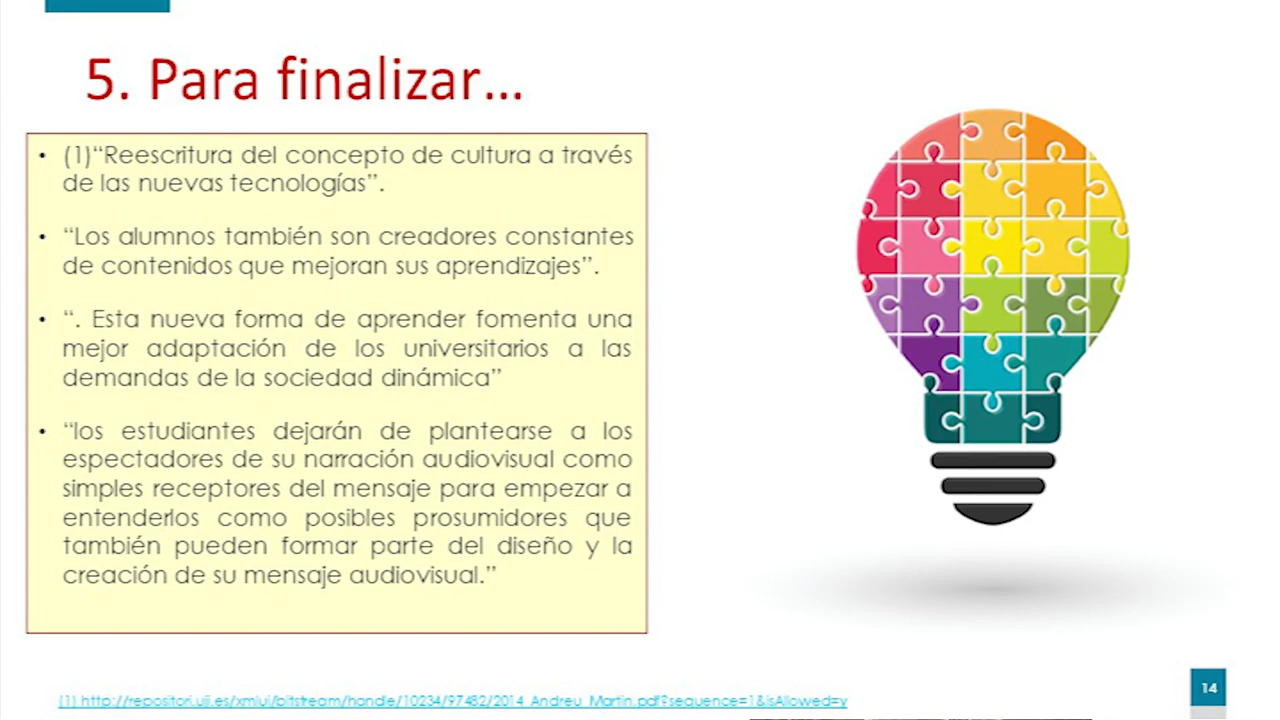 5. Para finalizar...
• (1)“Reescritura del concepto de cultura a través
de las nuevas tecnologías”.
• “Los alumnos también son creadores constantes
de contenidos que mejoran sus aprendizajes”.
• “. Esta nueva forma de aprender fomenta una
mejor adaptación de los universitarios a las
demandas de la sociedad dinámica”
• “los estudiantes dejarán de plantearse a los
espectadores de su narración audiovisual como
simples receptores del mensaje para empezar a
entenderlos como posibles prosumidores que
también pueden formar parte del diseño y la
creación de su mensaje audiovisual.”
(1) http://repositori.uji.es/xmlui/bitstream/handle/10234/97482/2014_Andreu_Martin.pdf?sequence=1&isAllowed=y
14